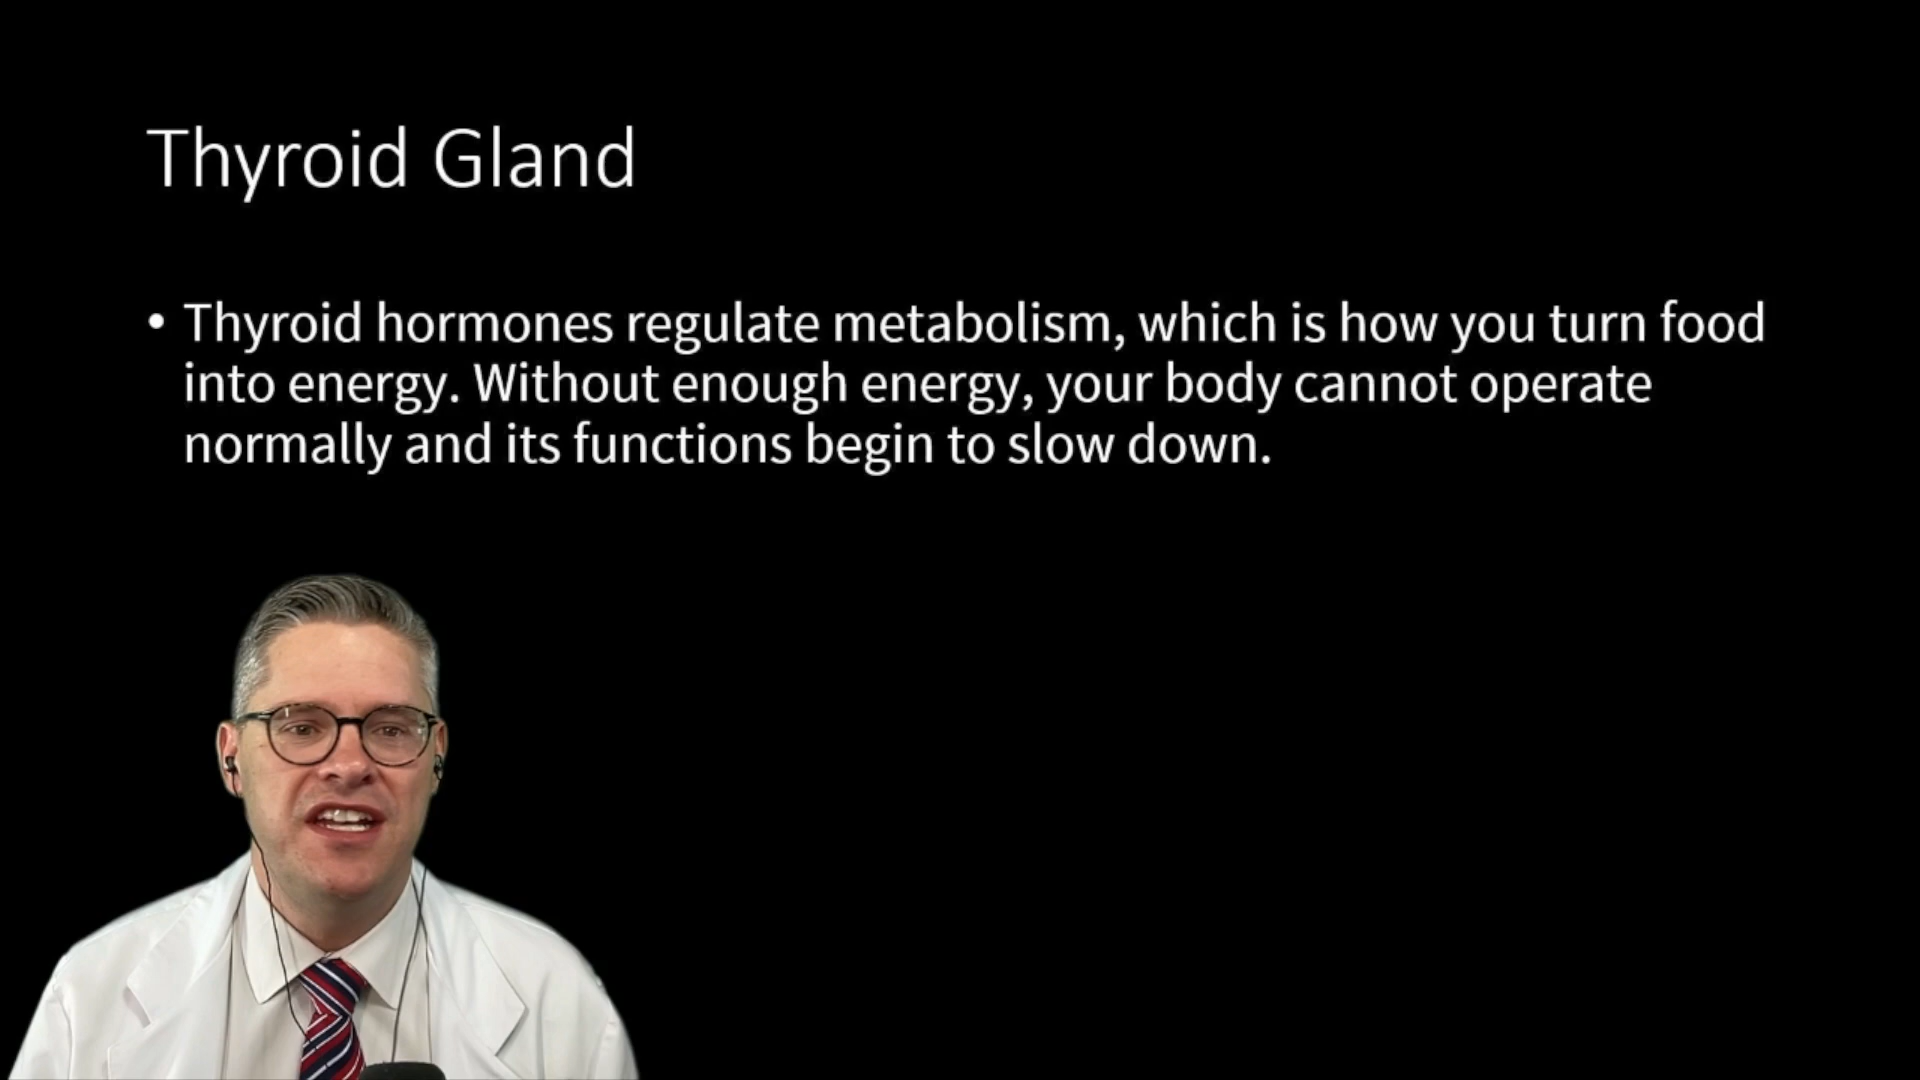 Thyroid Gland
• Thyroid hormones regulate metabolism, which is how you turn food
into energy. Without enough energy, your body cannot operate
normally and its functions begin to slow down.